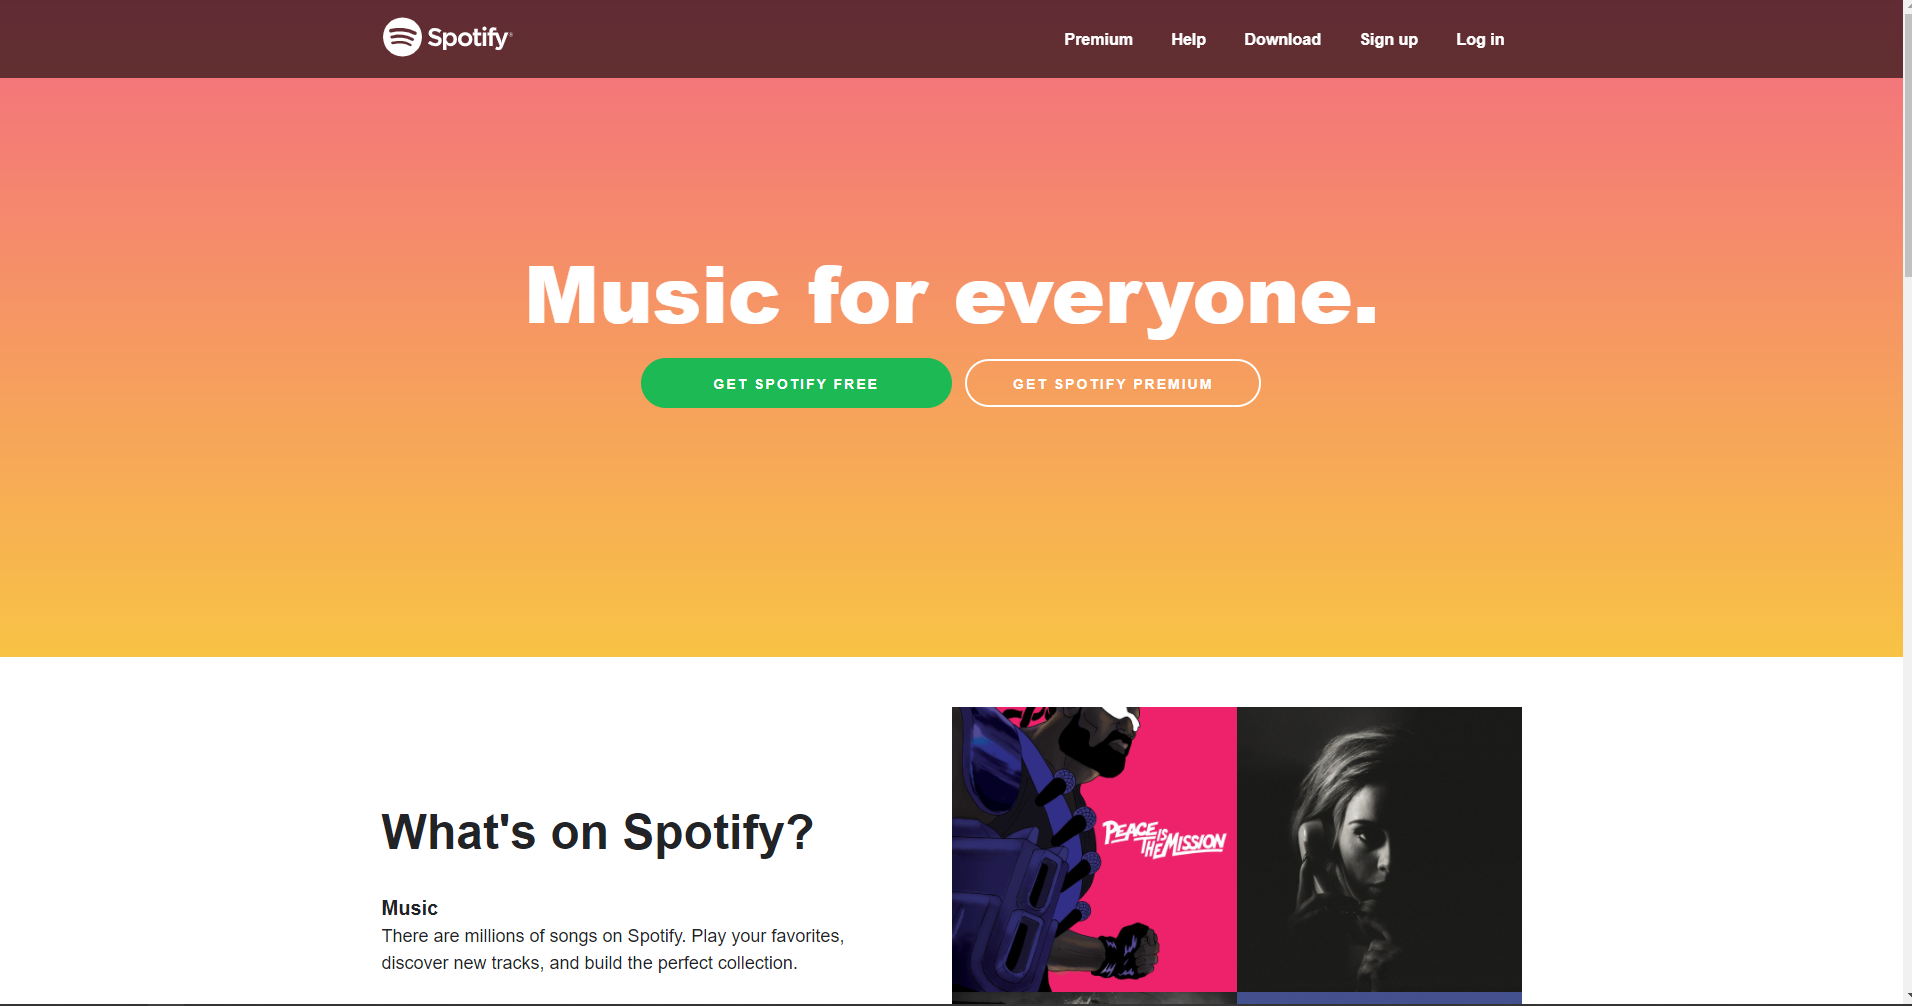 Spotify
Premium Help Download Sign up Log in
Music for everyone.
GET SPOTIFY FREE GET SPOTIFY PREMIUM
What's on Spotify?
Music
There are millions of songs on Spotify. Play your favorites,
discover new tracks, and build the perfect collection.
PEACE IS
THE MISSION